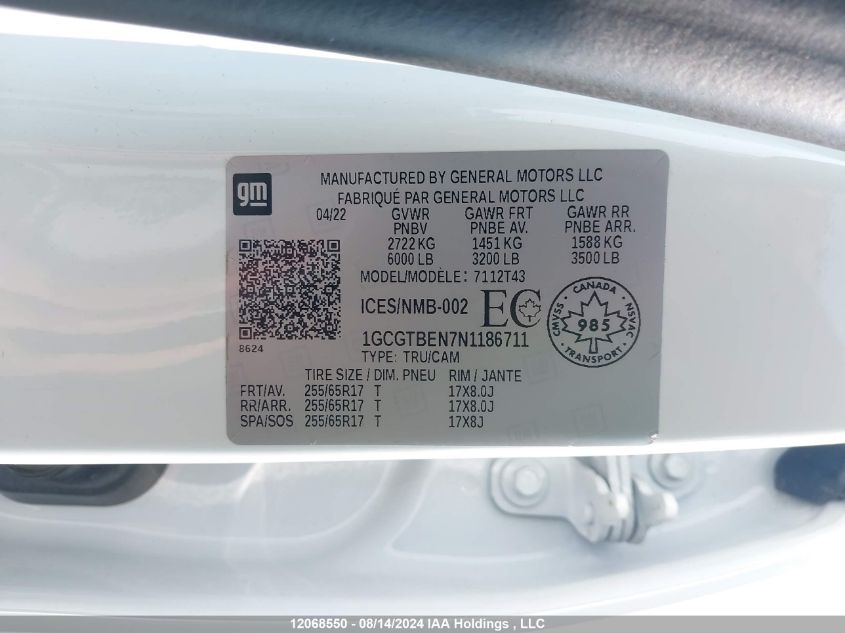 gm
MANUFACTURED BY GENERAL MOTORS LLC
FABRIQUÉ PAR GENERAL MOTORS LLC
04/22 GVWR GAWR FRT GAWR RR
PNBV PNBE AV. PNBE ARR.
2722 KG 1451 KG 1588 KG
6000 LB 3200 LB 3500 LB
MODEL/MODÈLE: 7112T43
ICES/NMB-002 EC
CANADA
CMVSS 985 NSVAC
TRANSPORT
8624
1GCGTBEN7N1186711
TYPE: TRU/CAM
TIRE SIZE / DIM. PNEU RIM / JANTE
FRT/AV. 255/65R17 T 17X8.0J
RR/ARR. 255/65R17 T 17X8.0J
SPA/SOS 255/65R17 T 17X8J
12068550 - 08/14/2024 IAA Holdings , LLC